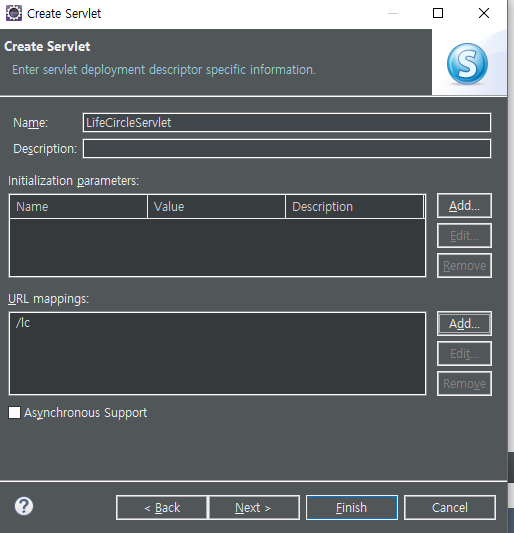 Create Servlet
Create Servlet
Enter servlet deployment descriptor specific information.
S
Name: LifeCircleServlet
Description:
Initialization parameters:
Name Value Description
Add...
Edit...
Remove
URL mappings:
/lc
Add...
Edit...
Remove
Asynchronous Support
? < Back Next > Finish Cancel